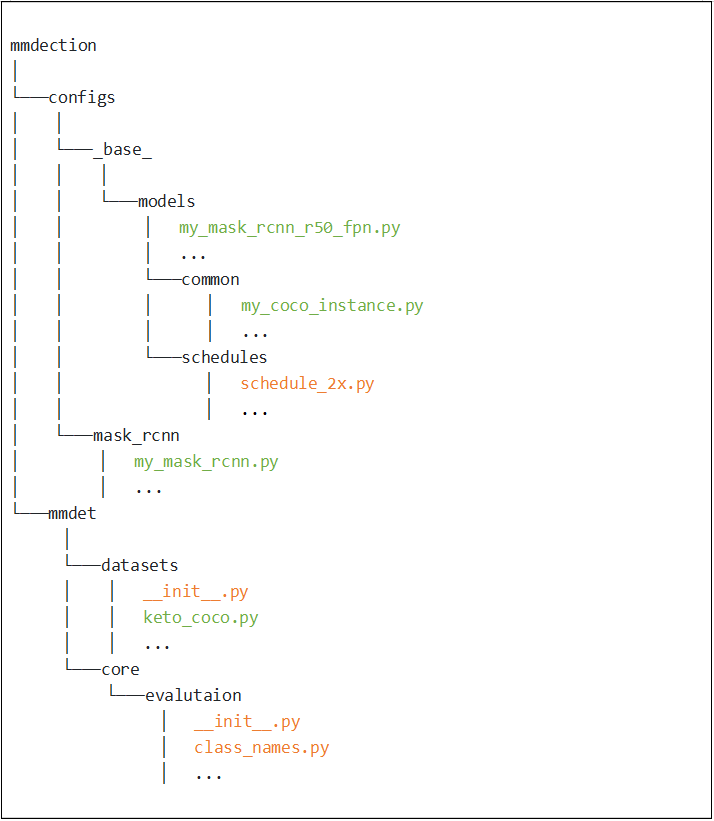 mmdection
configs
_base_
models
my_mask_rcnn_r50_fpn.py
...
common
my_coco_instance.py
...
schedules
schedule_2x.py
...
mask_rcnn
my_mask_rcnn.py
...
mmdet
datasets
__init__.py
keto_coco.py
...
core
evalutaion
__init__.py
class_names.py
...